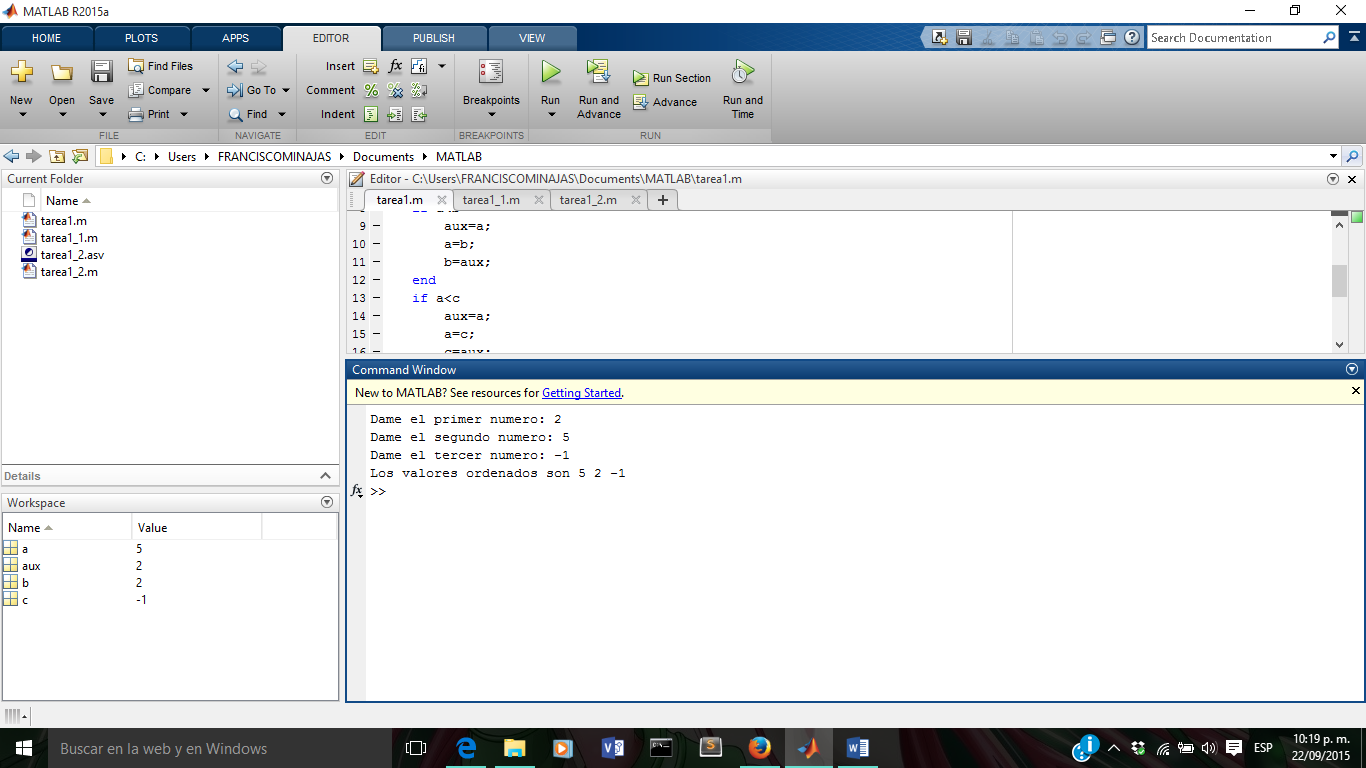 MATLAB R2015a
HOME PLOTS APPS EDITOR PUBLISH VIEW
Search Documentation
New Open Save Find Files Compare Print
FILE
Go To Find
NAVIGATE
Insert fx
Comment
Indent
EDIT
Breakpoints
BREAKPOINTS
Run Run and Advance Run Section Advance Run and Time
RUN
C: Users FRANCISCOMINAJAS Documents MATLAB
Current Folder
Name
tarea1.m
tarea1_1.m
tarea1_2.asv
tarea1_2.m
Details
Workspace
Name Value
a 5
aux 2
b 2
c -1
Editor - C:\Users\FRANCISCOMINAJAS\Documents\MATLAB\tarea1.m
tarea1.m tarea1_1.m tarea1_2.m
9 aux=a;
10 a=b;
11 b=aux;
12 end
13 if a<c
14 aux=a;
15 a=c;
16 c=aux;
Command Window
New to MATLAB? See resources for Getting Started.
Dame el primer numero: 2
Dame el segundo numero: 5
Dame el tercer numero: -1
Los valores ordenados son 5 2 -1
fx >>
Buscar en la web y en Windows
ESP
10:19 p. m.
22/09/2015